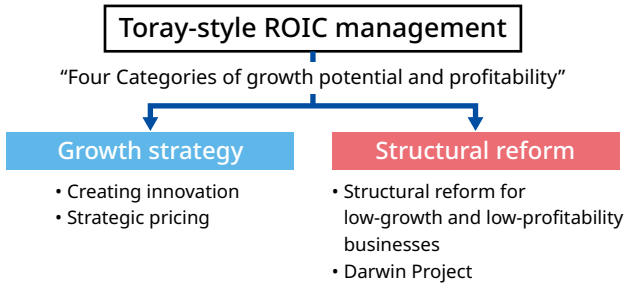 Toray-style ROIC management
“Four Categories of growth potential and profitability”
Growth strategy
• Creating innovation
• Strategic pricing
Structural reform
• Structural reform for
low-growth and low-profitability
businesses
• Darwin Project